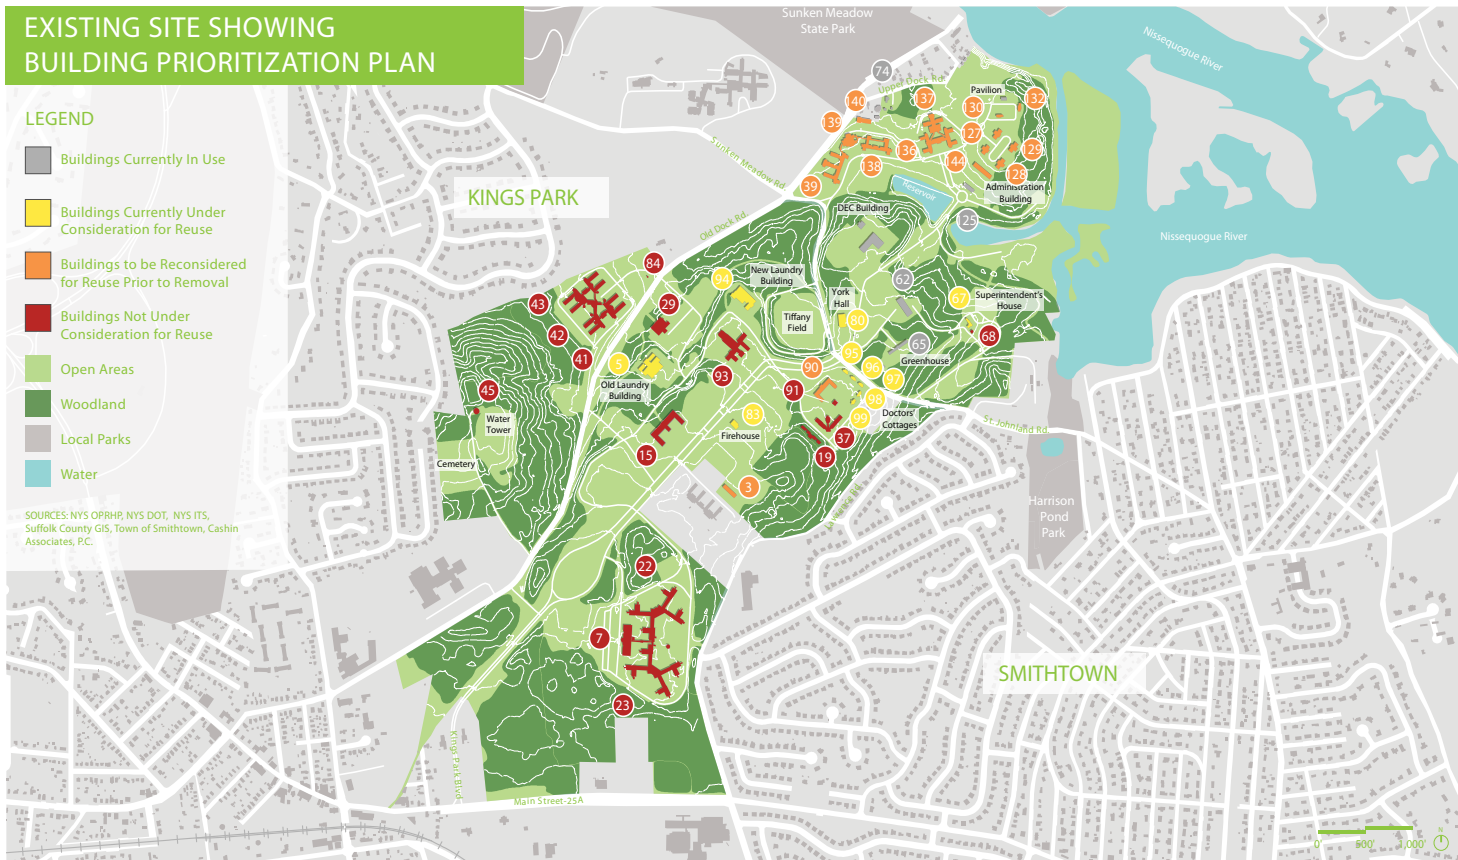 EXISTING SITE SHOWING
BUILDING PRIORITIZATION PLAN
LEGEND
Buildings Currently In Use
Buildings Currently Under
Consideration for Reuse
Buildings to be Reconsidered
for Reuse Prior to Removal
Buildings Not Under
Consideration for Reuse
Open Areas
Woodland
Local Parks
Water
SOURCES: NYS OPRHP, NYS DOT, NYS ITS,
Suffolk County GIS, Town of Smithtown, Cashin
Associates, P.C.
KINGS PARK
SMITHTOWN
Sunken Meadow
State Park
Nissequogue River
Nissequogue River
Upper Dock Rd.
Sunken Meadow Rd.
Old Dock Rd.
74
140
139
137
Pavilion
130
132
127
136
129
138
144
128
39
Reservoir
Administration
Building
DEC Building
125
84
94
New Laundry
Building
62
43
29
York
Hall
67
Superintendent's
House
42
Tiffany
Field
80
68
41
5
95
65
Greenhouse
45
Old Laundry
Building
93
90
96
97
91
98
Water
Tower
83
99
Doctors'
Cottages
Firehouse
37
St. Johnland Rd.
Cemetery
15
19
3
Harrison
Pond
Park
22
7
23
Kings Park Blvd.
Main Street-25A
N
0'
500'
1,000'